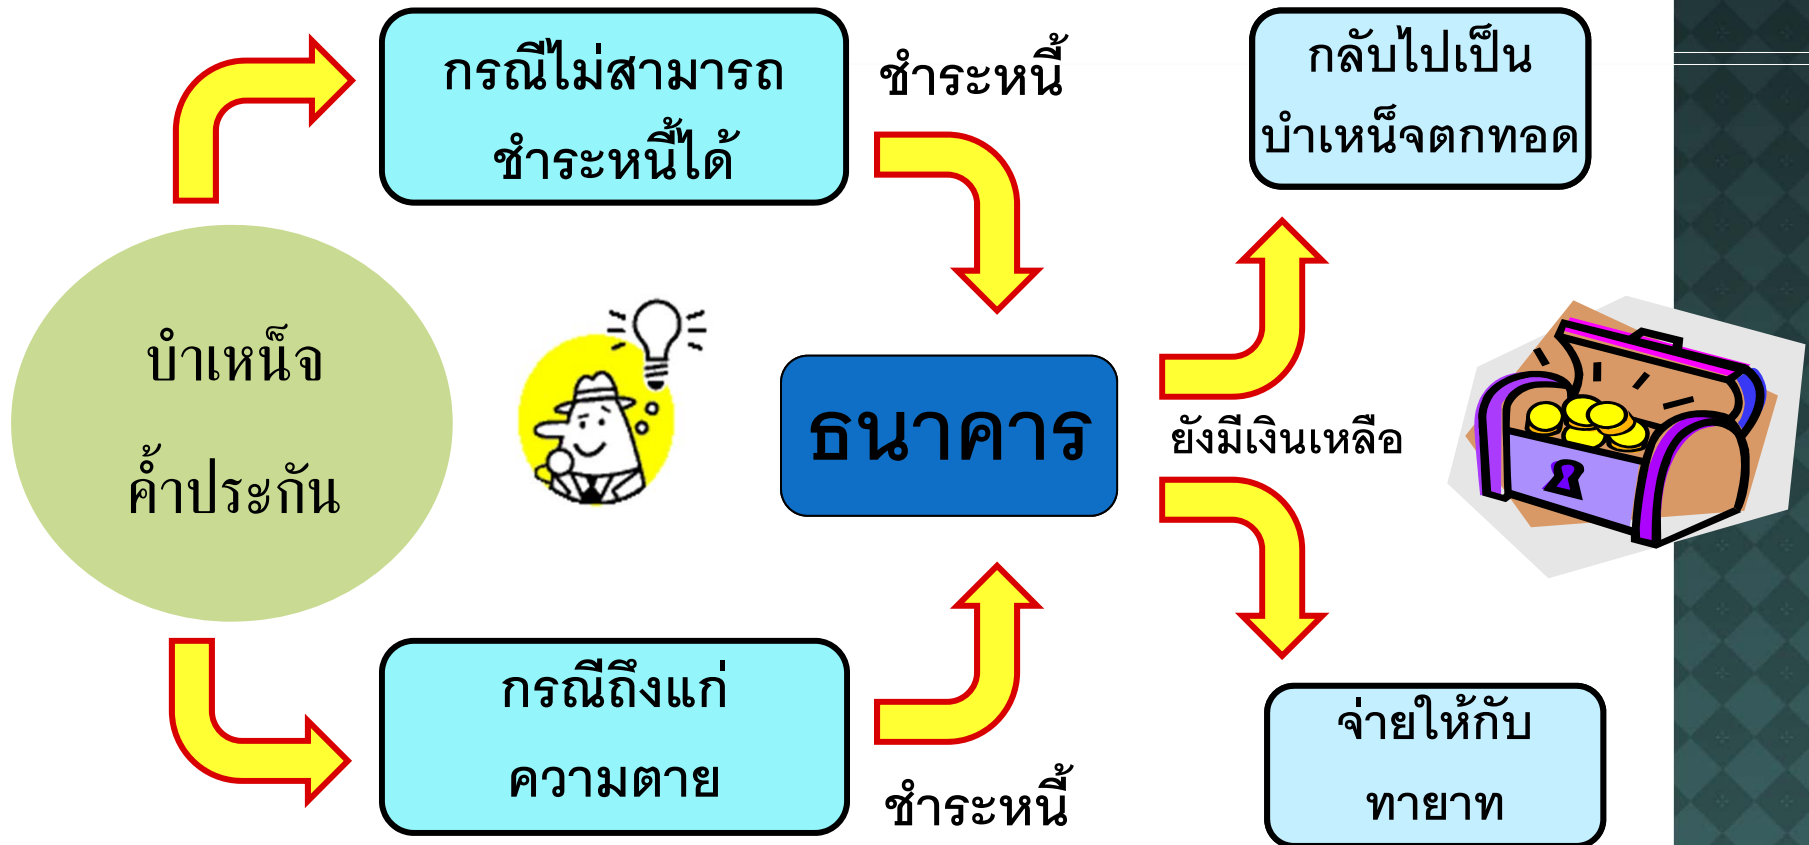 กรณีไม่สามารถ
ชำระหนี้ได้
ชำระหนี้
กลับไปเป็น
บำเหน็จตกทอด
บำเหน็จ
ค้ำประกัน
ธนาคาร
ยังมีเงินเหลือ
กรณีถึงแก่
ความตาย
ชำระหนี้
จ่ายให้กับ
ทายาท